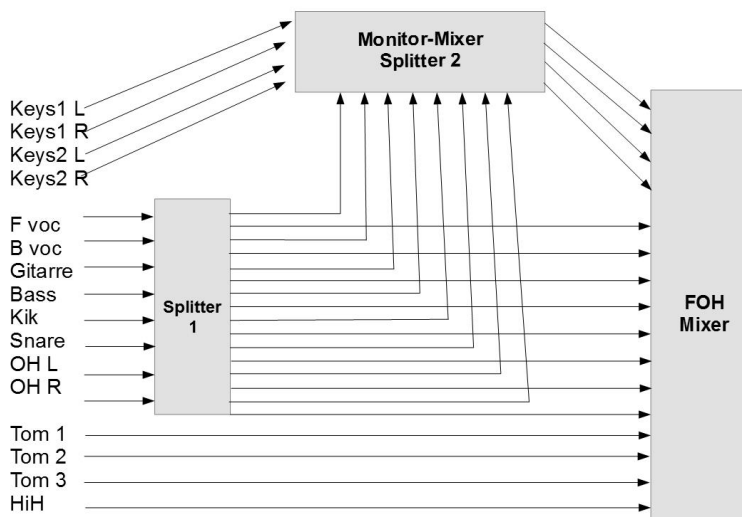 Monitor-Mixer
Splitter 2
Keys1 L
Keys1 R
Keys2 L
Keys2 R
F voc
B voc
Gitarre
Bass
Kik
Snare
OH L
OH R
Splitter
1
FOH
Mixer
Tom 1
Tom 2
Tom 3
HiH